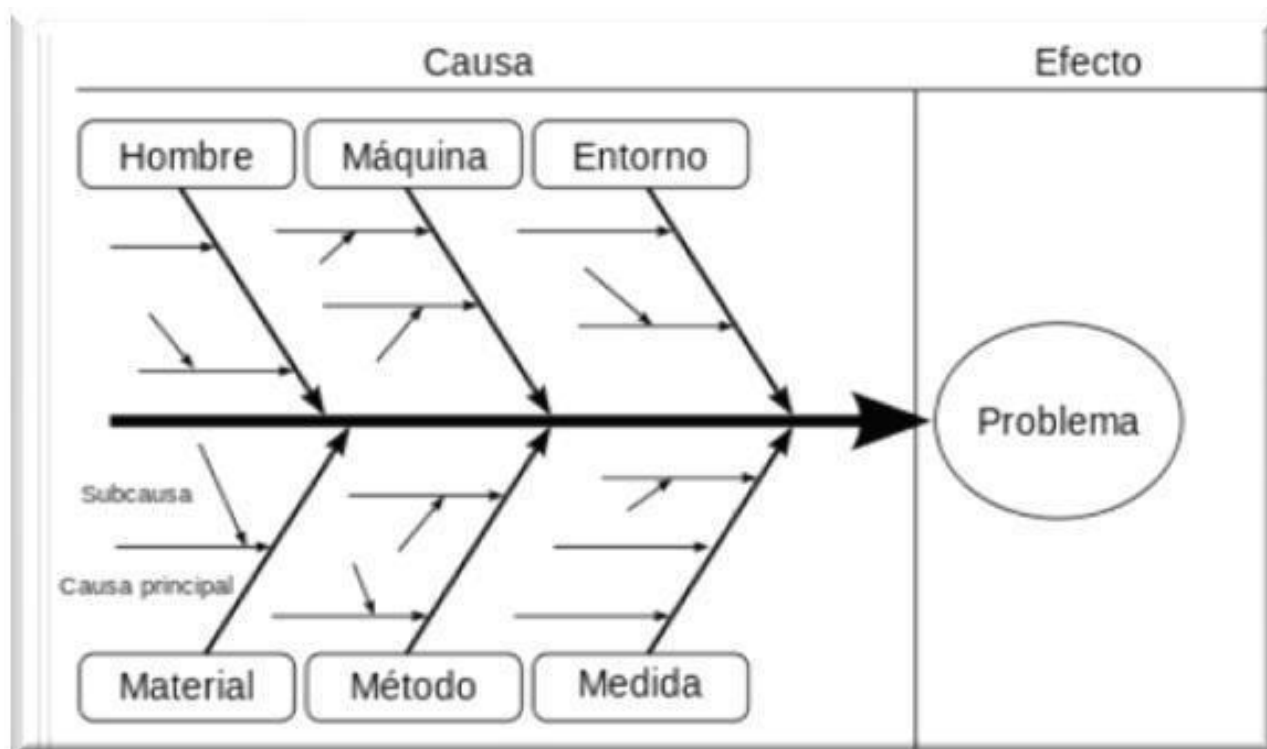 Causa
Efecto
Hombre
Máquina
Entorno
Problema
Subcausa
Causa principal
Material
Método
Medida